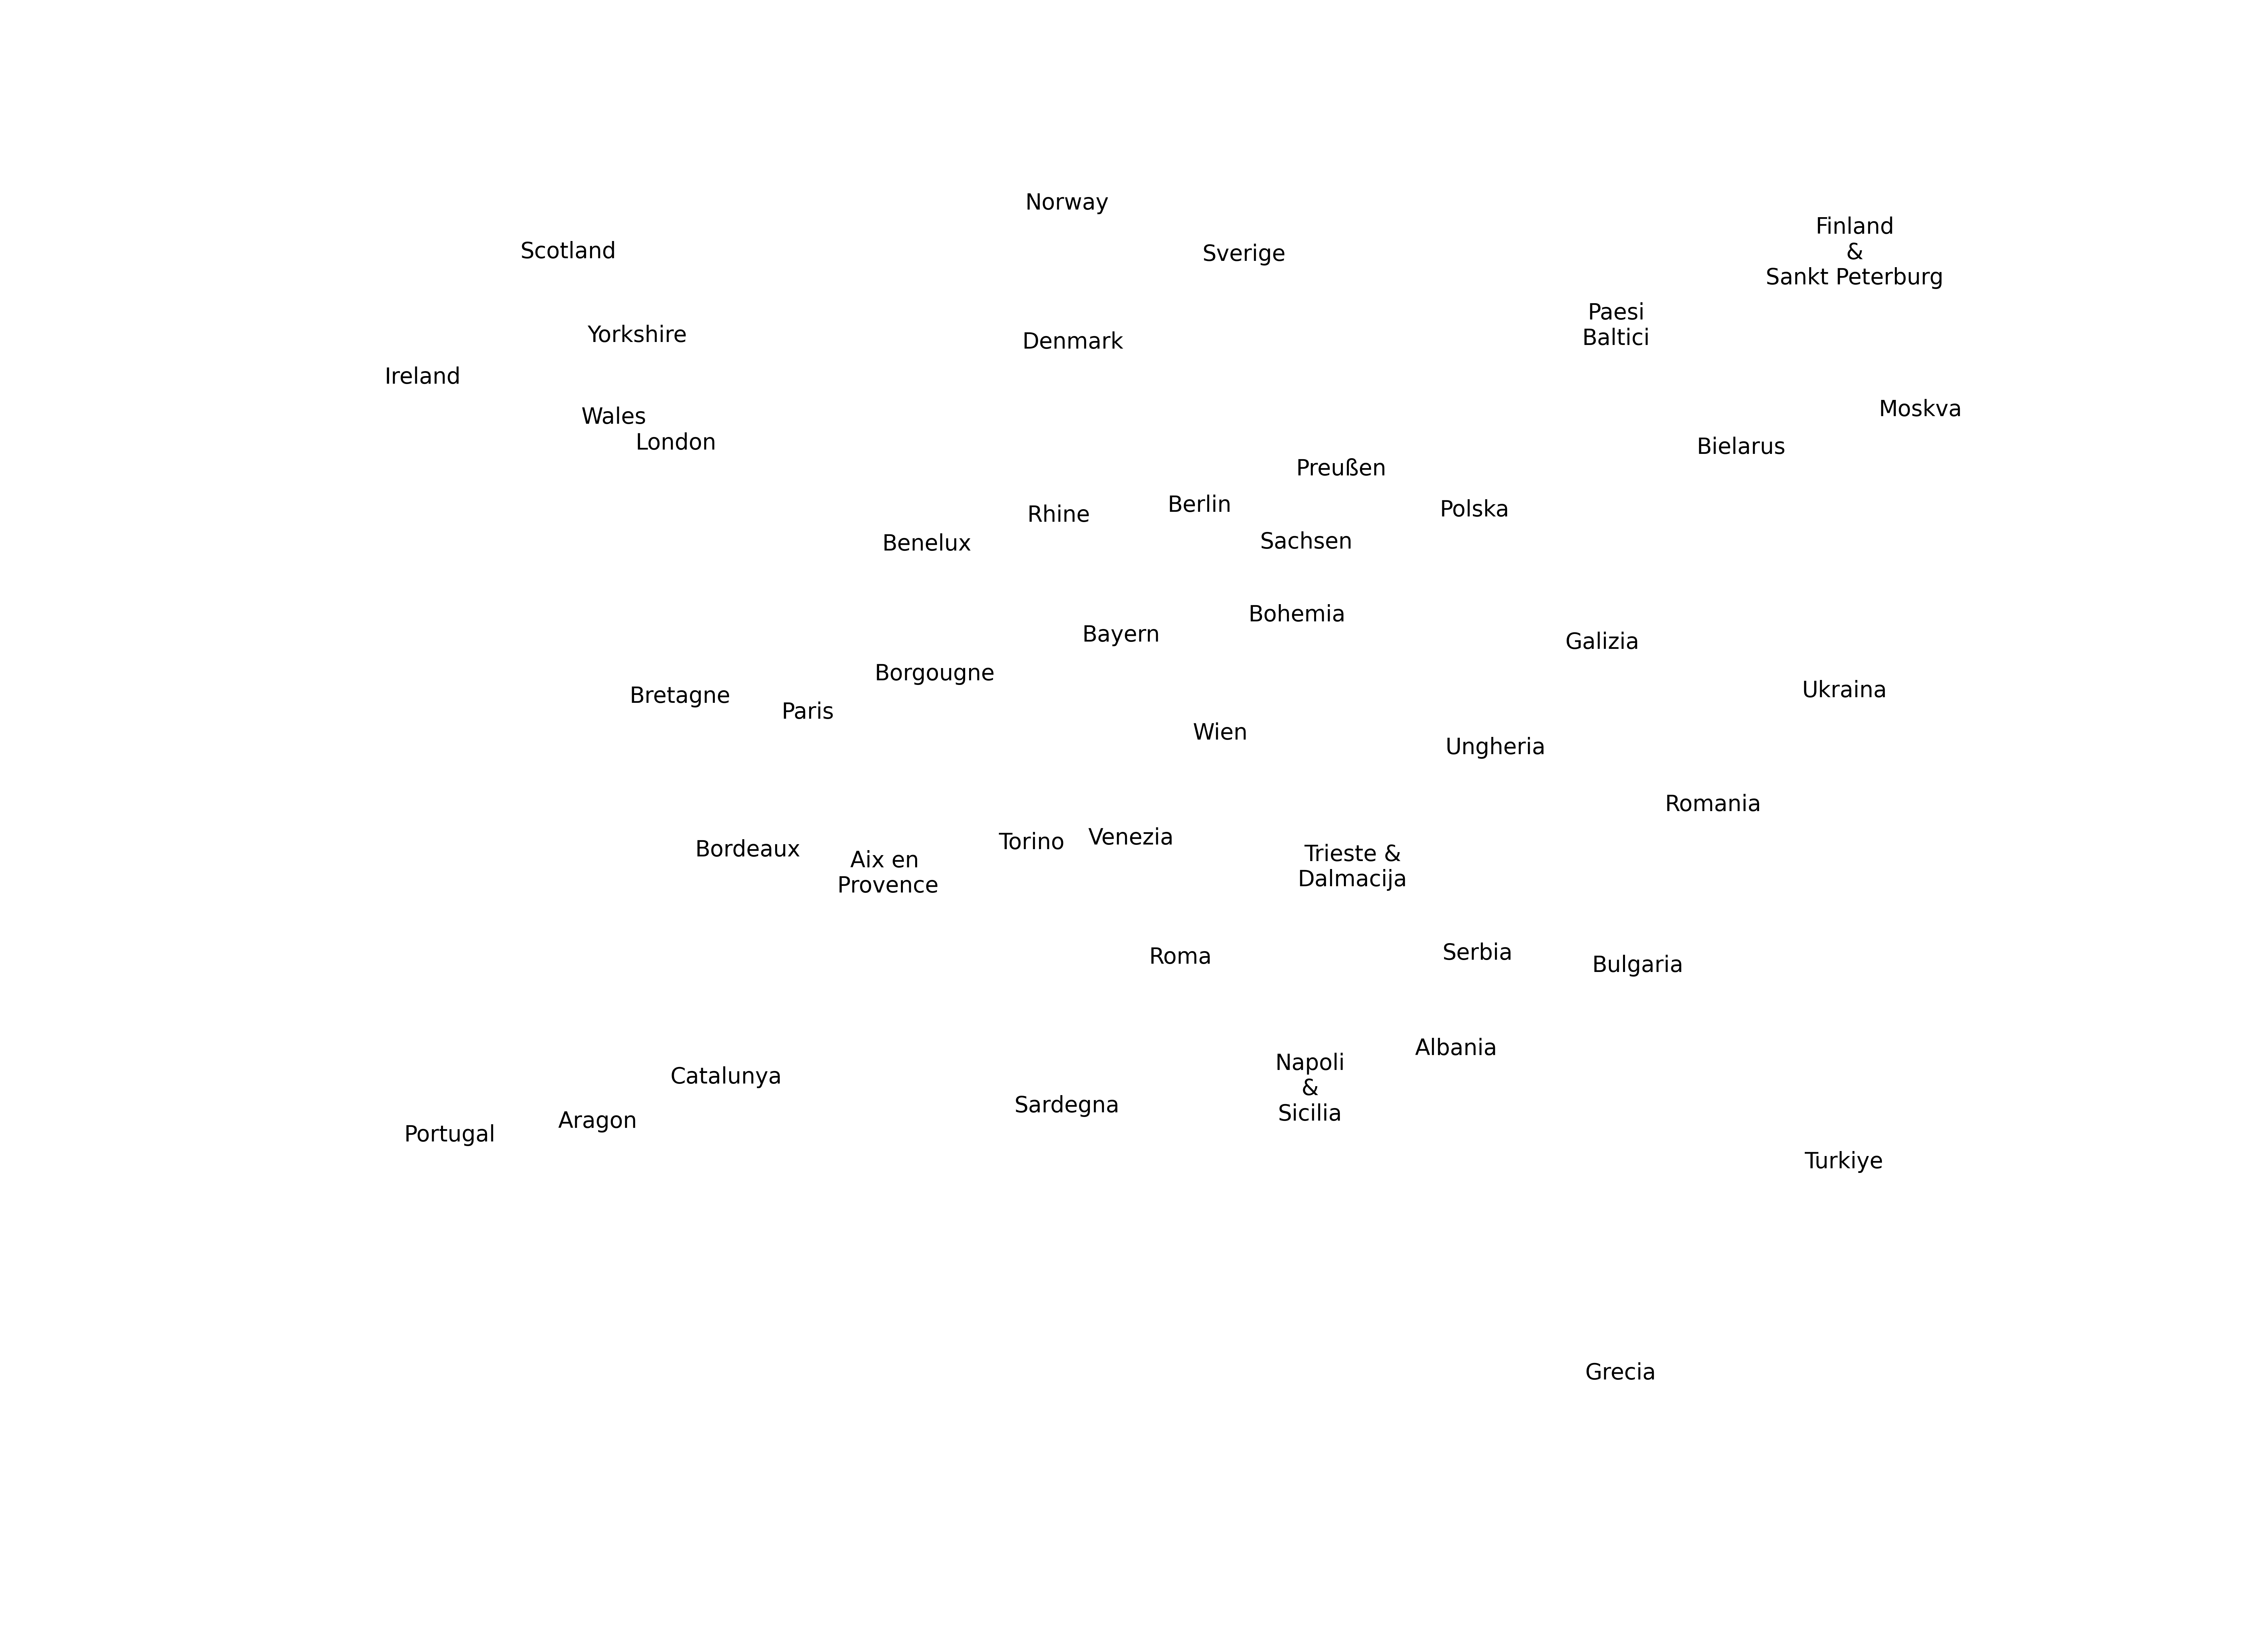 Norway
Finland
&
Sankt Peterburg
Scotland
Sverige
Paesi
Baltici
Yorkshire
Denmark
Ireland
Moskva
Wales
London
Bielarus
Preußen
Berlin
Polska
Rhine
Sachsen
Benelux
Bohemia
Bayern
Galizia
Borgougne
Ukraina
Bretagne
Paris
Wien
Ungheria
Romania
Venezia
Torino
Bordeaux
Aix en
Provence
Trieste &
Dalmacija
Serbia
Roma
Bulgaria
Albania
Napoli
&
Sicilia
Catalunya
Sardegna
Aragon
Portugal
Turkiye
Grecia